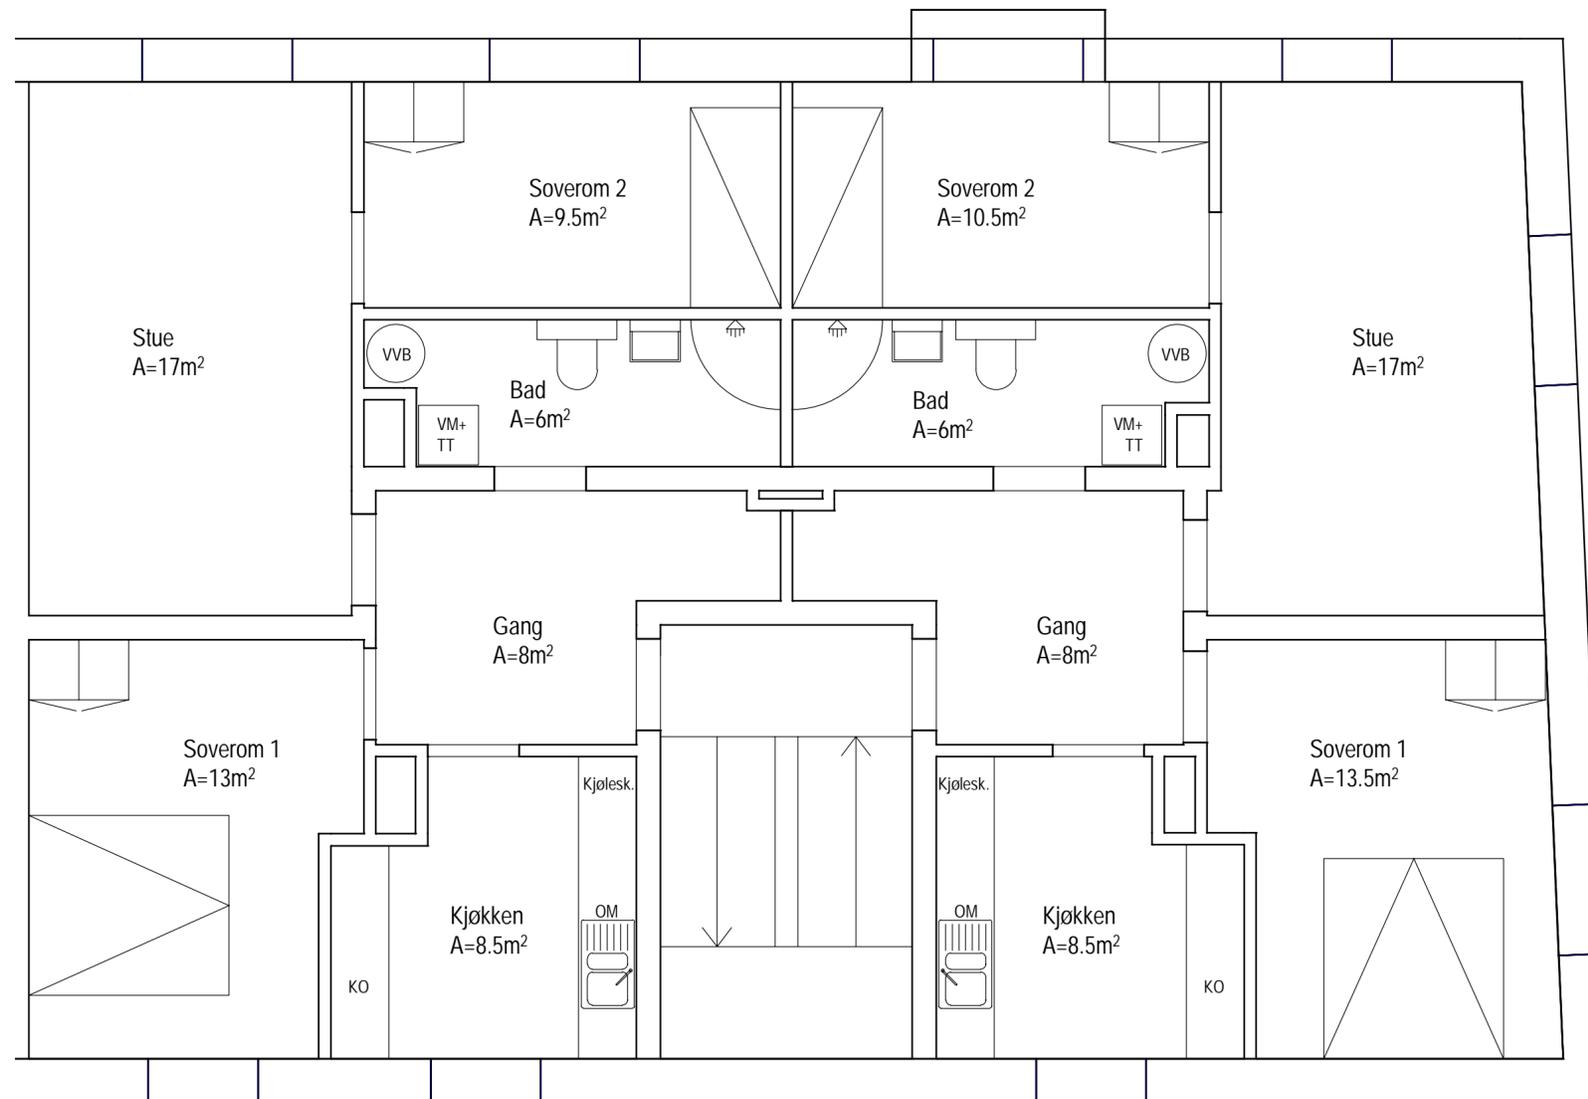 Soverom 2
A=9.5m²
Soverom 2
A=10.5m²
Stue
A=17m²
Stue
A=17m²
VVB
VVB
Bad
A=6m²
Bad
A=6m²
VM+
TT
VM+
TT
Gang
A=8m²
Gang
A=8m²
Soverom 1
A=13m²
Soverom 1
A=13.5m²
Kjølesk.
Kjølesk.
OM
OM
Kjøkken
A=8.5m²
Kjøkken
A=8.5m²
KO
KO